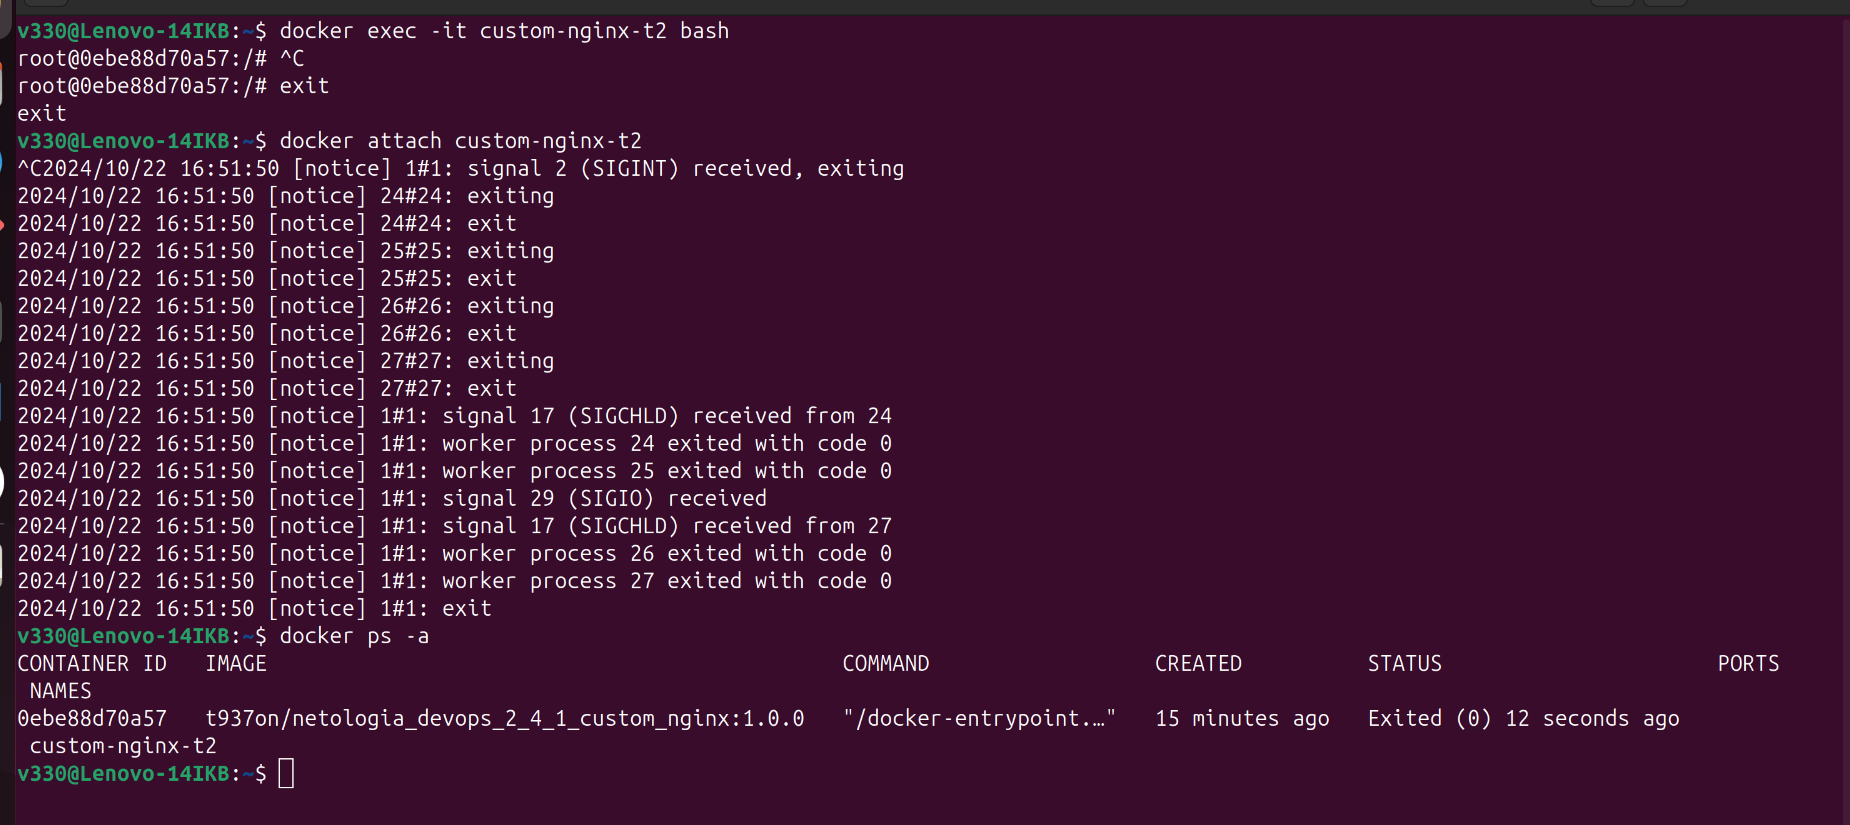 v330@Lenovo-14IKB:~$ docker exec -it custom-nginx-t2 bash
root@0ebe88d70a57:/# ^C
root@0ebe88d70a57:/# exit
exit
v330@Lenovo-14IKB:~$ docker attach custom-nginx-t2
^C2024/10/22 16:51:50 [notice] 1#1: signal 2 (SIGINT) received, exiting
2024/10/22 16:51:50 [notice] 24#24: exiting
2024/10/22 16:51:50 [notice] 24#24: exit
2024/10/22 16:51:50 [notice] 25#25: exiting
2024/10/22 16:51:50 [notice] 25#25: exit
2024/10/22 16:51:50 [notice] 26#26: exiting
2024/10/22 16:51:50 [notice] 26#26: exit
2024/10/22 16:51:50 [notice] 27#27: exiting
2024/10/22 16:51:50 [notice] 27#27: exit
2024/10/22 16:51:50 [notice] 1#1: signal 17 (SIGCHLD) received from 24
2024/10/22 16:51:50 [notice] 1#1: worker process 24 exited with code 0
2024/10/22 16:51:50 [notice] 1#1: worker process 25 exited with code 0
2024/10/22 16:51:50 [notice] 1#1: signal 29 (SIGIO) received
2024/10/22 16:51:50 [notice] 1#1: signal 17 (SIGCHLD) received from 27
2024/10/22 16:51:50 [notice] 1#1: worker process 26 exited with code 0
2024/10/22 16:51:50 [notice] 1#1: worker process 27 exited with code 0
2024/10/22 16:51:50 [notice] 1#1: exit
v330@Lenovo-14IKB:~$ docker ps -a
CONTAINER ID   IMAGE   COMMAND   CREATED   STATUS   PORTS
NAMES
0ebe88d70a57   t937on/netologia_devops_2_4_1_custom_nginx:1.0.0   "/docker-entrypoint.…"   15 minutes ago   Exited (0) 12 seconds ago
custom-nginx-t2
v330@Lenovo-14IKB:~$